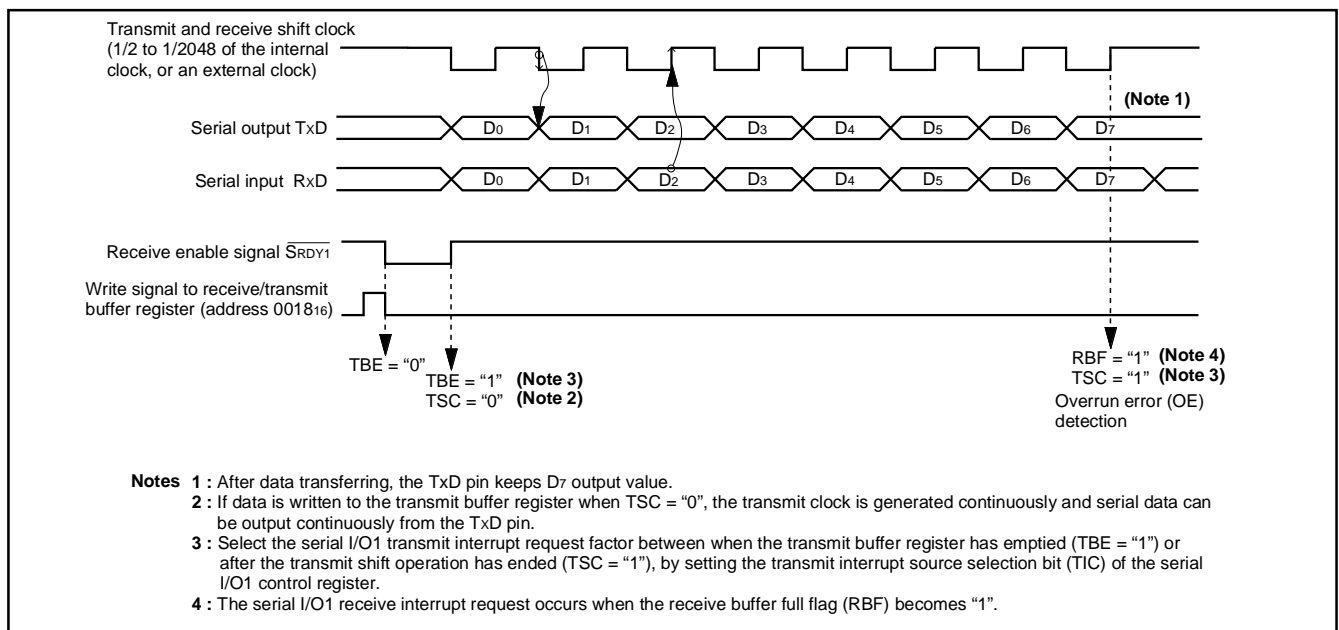 Transmit and receive shift clock
(1/2 to 1/2048 of the internal
clock, or an external clock)
(Note 1)
Serial output TxD
D0 D1 D2 D3 D4 D5 D6 D7
Serial input RxD
D0 D1 D2 D3 D4 D5 D6 D7
Receive enable signal SRDY1
Write signal to receive/transmit
buffer register (address 001816)
TBE = “0”
TBE = “1” (Note 3)
TSC = “0” (Note 2)
RBF = “1” (Note 4)
TSC = “1” (Note 3)
Overrun error (OE)
detection
Notes 1 : After data transferring, the TxD pin keeps D7 output value.
2 : If data is written to the transmit buffer register when TSC = “0”, the transmit clock is generated continuously and serial data can
be output continuously from the TxD pin.
3 : Select the serial I/O1 transmit interrupt request factor between when the transmit buffer register has emptied (TBE = “1”) or
after the transmit shift operation has ended (TSC = “1”), by setting the transmit interrupt source selection bit (TIC) of the serial
I/O1 control register.
4 : The serial I/O1 receive interrupt request occurs when the receive buffer full flag (RBF) becomes “1”.